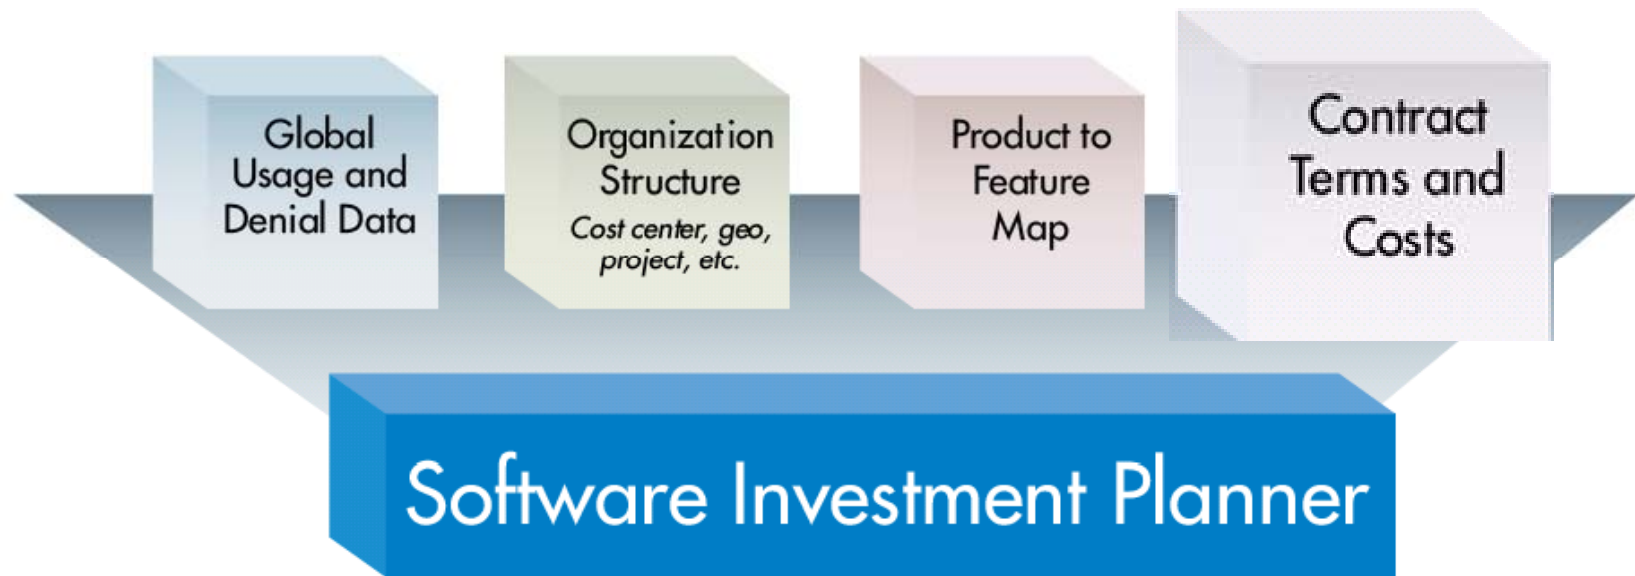 Global
Usage and
Denial Data
Organization
Structure
Cost center, geo,
project, etc.
Product to
Feature
Map
Contract
Terms and
Costs
Software Investment Planner